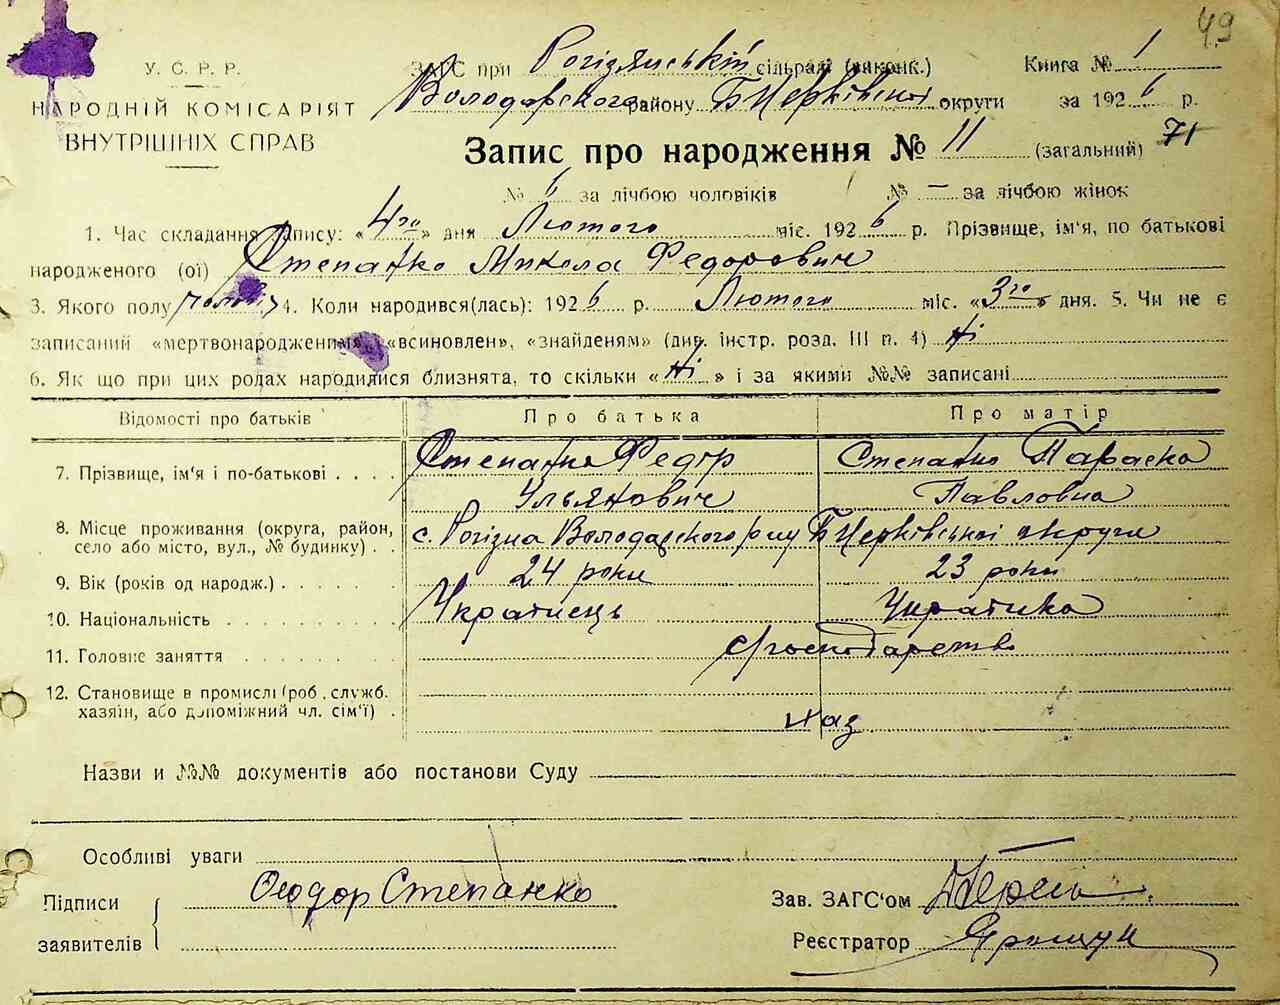 49
У. С. Р. Р.
НАРОДНІЙ КОМІСАРІЯТ
ВНУТРІШНІХ СПРАВ
ЗАГС при Рогізянській сільраді (виконк.) Книга № 1
Володарского району БЦерківської округи за 1926 р.
Запис про народження № 11 (загальний) 71
№ 6 за лічбою чоловіків № — за лічбою жінок
1. Час складання запису: «4го» дня Лютого міс. 1926 р. Прізвище, ім'я, по батькові
народженого (ої) Степанко Микола Федорович
3. Якого полу чолов. 4. Коли народився(лась): 1926 р. Лютого міс. «3го» дня. 5. Чи не є
записаний «мертвонародженим», «всиновлен», «знайденям» (див. інстр. розд. III п. 4) Ні
6. Як що при цих родах народилися близнята, то скільки « Ні » і за якими №№ записані
Відомості про батьків Про батька Про матір
7. Прізвище, ім'я і по-батькові Степанко Федір Степанко Параска
Ульянович Павловна
8. Місце проживання (округа, район,
село або місто, вул., № будинку) с. Рогізна Володарского р-ну БЦерківської округи
9. Вік (років од народж.) 24 роки 23 роки
10. Національність Українець Українка
11. Головне заняття с/господарство
12. Становище в промислі (роб., служб.
хазяїн, або допоміжний чл. сім'ї) хаз
Назви и №№ документів або постанови Суду
Особливі уваги
Підписи Ѳеодор Степанко Зав. ЗАГС'ом
заявителів Реєстратор Ярощук